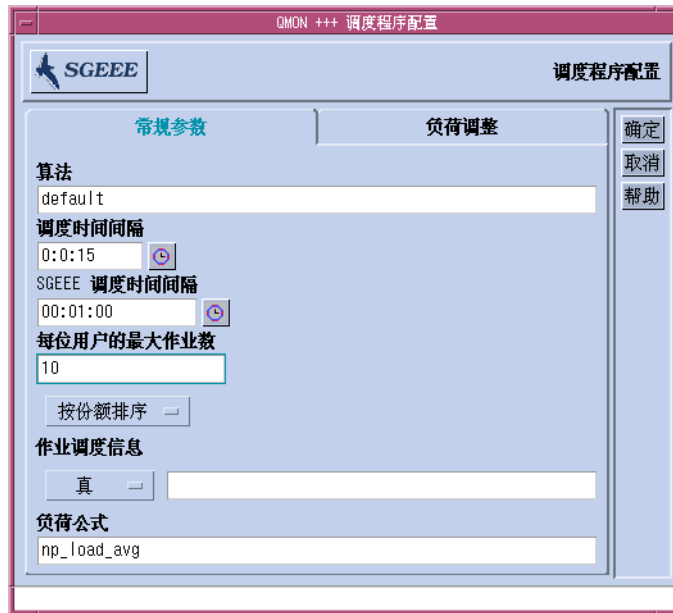 QMON +++ 调度程序配置
SGEEE
调度程序配置
常规参数
负荷调整
确定
取消
帮助
算法
default
调度时间间隔
0:0:15
SGEEE 调度时间间隔
00:01:00
每位用户的最大作业数
10
按份额排序
作业调度信息
真
负荷公式
np_load_avg